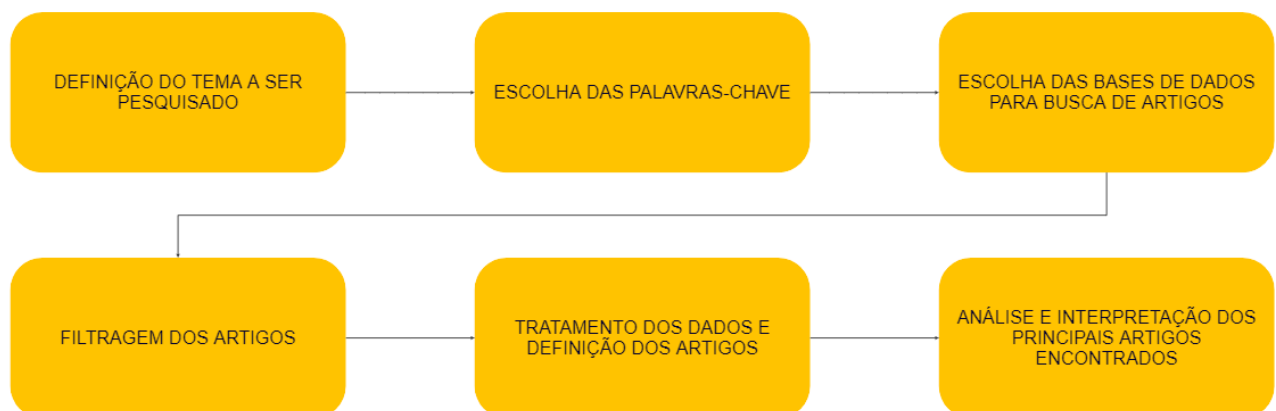 DEFINIÇÃO DO TEMA A SER
PESQUISADO
ESCOLHA DAS PALAVRAS-CHAVE
ESCOLHA DAS BASES DE DADOS
PARA BUSCA DE ARTIGOS
FILTRAGEM DOS ARTIGOS
TRATAMENTO DOS DADOS E
DEFINIÇÃO DOS ARTIGOS
ANÁLISE E INTERPRETAÇÃO DOS
PRINCIPAIS ARTIGOS
ENCONTRADOS